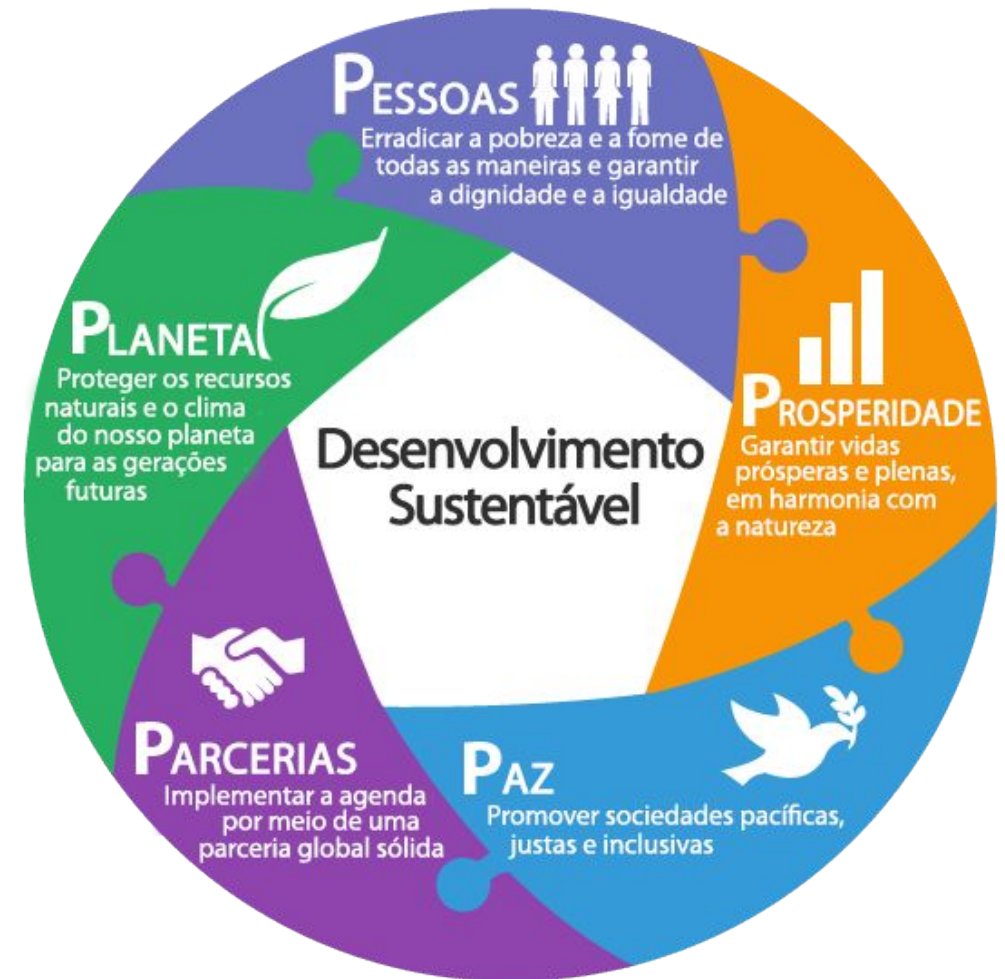 PESSOAS
Erradicar a pobreza e a fome de
todas as maneiras e garantir
a dignidade e a igualdade
PROSPERIDADE
Garantir vidas
prósperas e plenas,
em harmonia com
a natureza
PAZ
Promover sociedades pacíficas,
justas e inclusivas
PARCERIAS
Implementar a agenda
por meio de uma
parceria global sólida
PLANETA
Proteger os recursos
naturais e o clima
do nosso planeta
para as gerações
futuras
Desenvolvimento
Sustentável